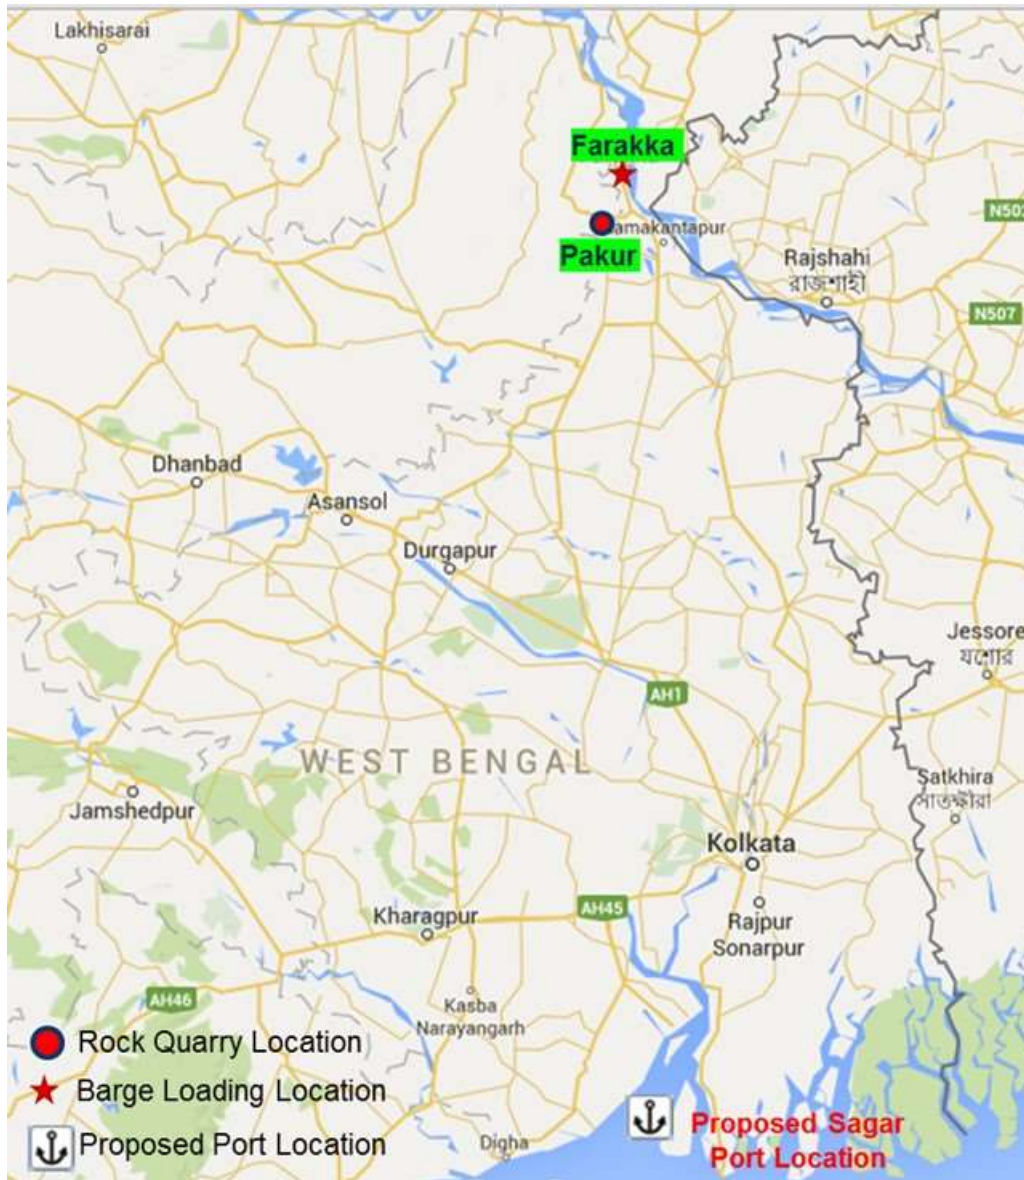 Lakhisarai
Farakka
Pakur
amakantapur
Rajshahi
রাজশাহী
N507
Dhanbad
Asansol
Durgapur
Jessore
যশোর
AH1
WEST BENGAL
Satkhira
সাতক্ষীরা
Jamshedpur
Kolkata
Kharagpur
AH45
Rajpur
Sonarpur
AH46
Kasba
Narayangarh
Rock Quarry Location
Barge Loading Location
Proposed Port Location
Digha
Proposed Sagar
Port Location